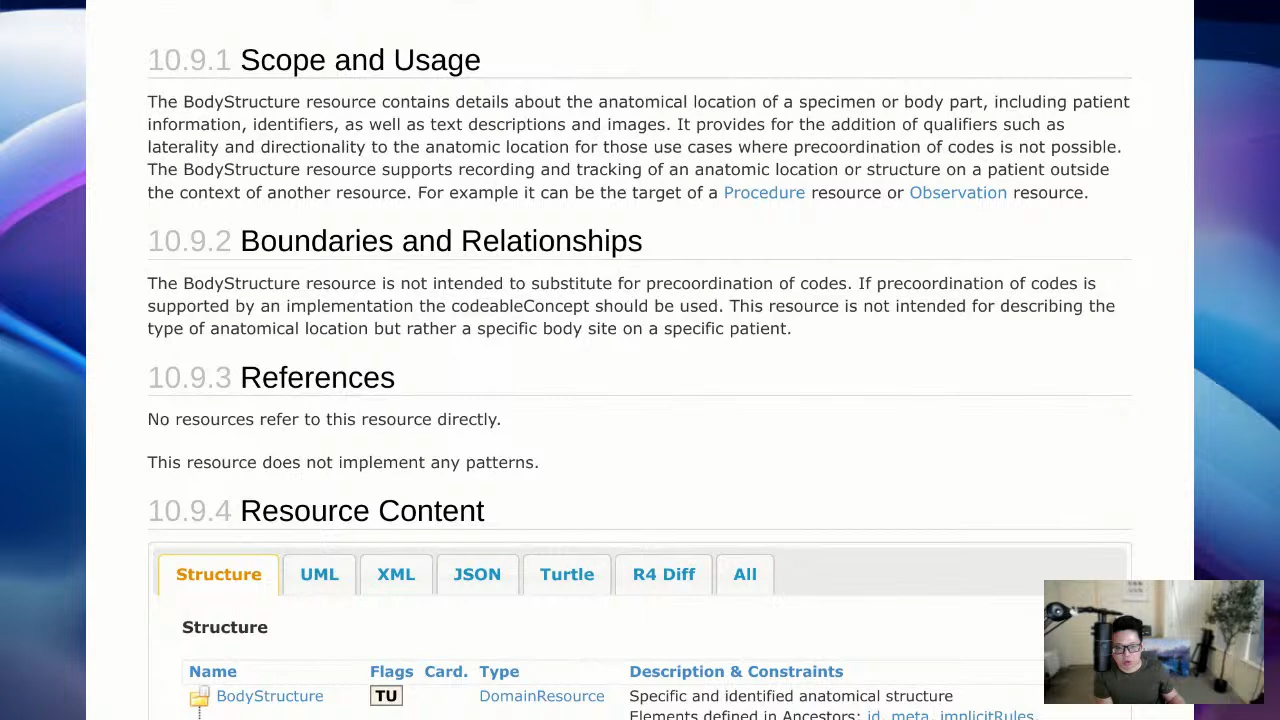 10.9.1 Scope and Usage
The BodyStructure resource contains details about the anatomical location of a specimen or body part, including patient
information, identifiers, as well as text descriptions and images. It provides for the addition of qualifiers such as
laterality and directionality to the anatomic location for those use cases where precoordination of codes is not possible.
The BodyStructure resource supports recording and tracking of an anatomic location or structure on a patient outside
the context of another resource. For example it can be the target of a Procedure resource or Observation resource.
10.9.2 Boundaries and Relationships
The BodyStructure resource is not intended to substitute for precoordination of codes. If precoordination of codes is
supported by an implementation the codeableConcept should be used. This resource is not intended for describing the
type of anatomical location but rather a specific body site on a specific patient.
10.9.3 References
No resources refer to this resource directly.
This resource does not implement any patterns.
10.9.4 Resource Content
Structure UML XML JSON Turtle R4 Diff All
Structure
Name Flags Card. Type Description & Constraints
BodyStructure TU DomainResource Specific and identified anatomical structure
Elements defined in Ancestors: id, meta, implicitRules,